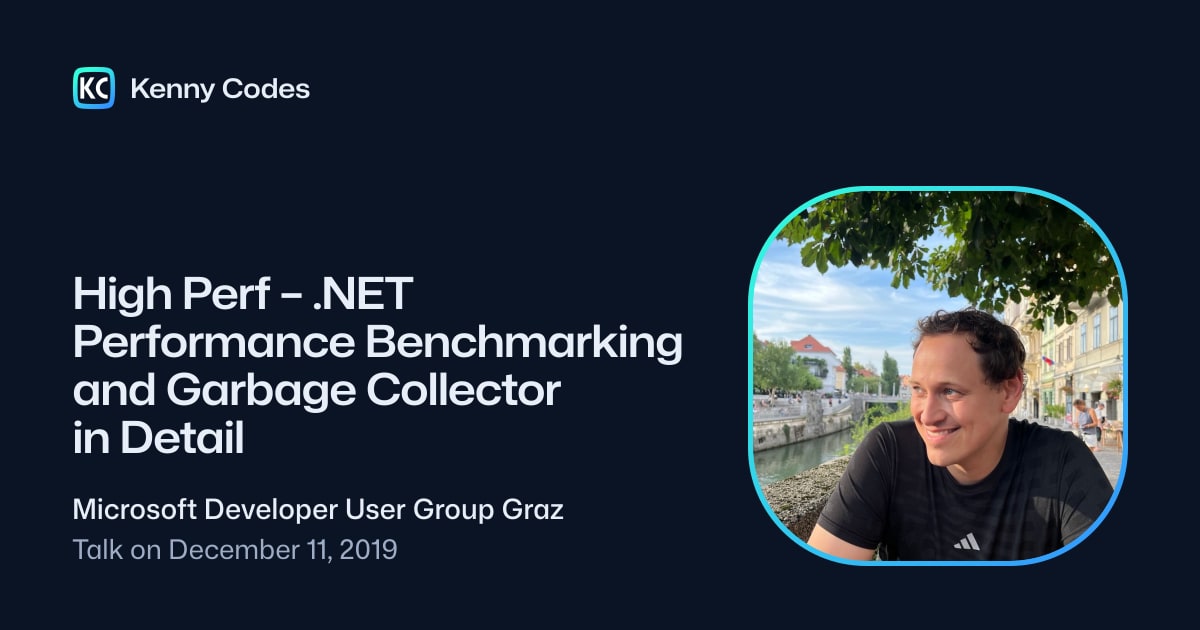 KC Kenny Codes
High Perf – .NET
Performance Benchmarking
and Garbage Collector
in Detail
Microsoft Developer User Group Graz
Talk on December 11, 2019